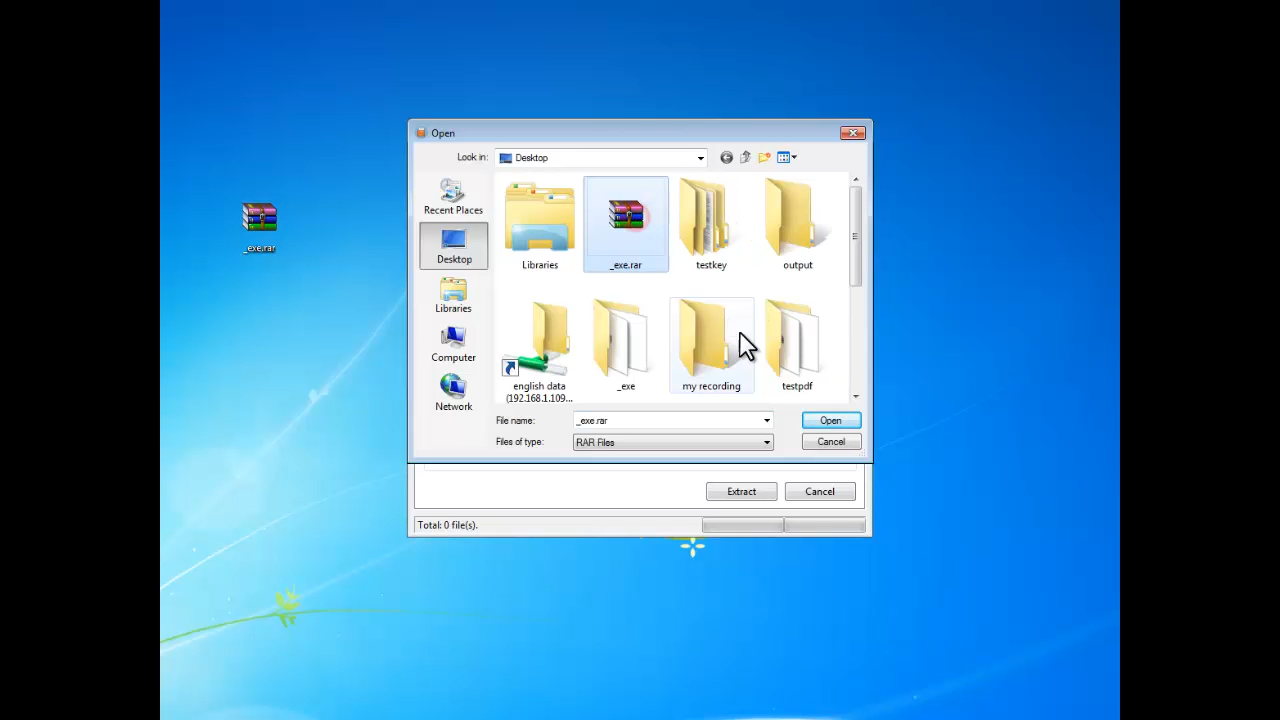 Open
Look in:
Desktop
Recent Places
Desktop
Libraries
Computer
Network
Libraries
_exe.rar
testkey
output
english data
(192.168.1.109...
_exe
my recording
testpdf
File name:
_exe.rar
Open
Files of type:
RAR Files
Cancel
Extract
Cancel
Total: 0 file(s).
_exe.rar